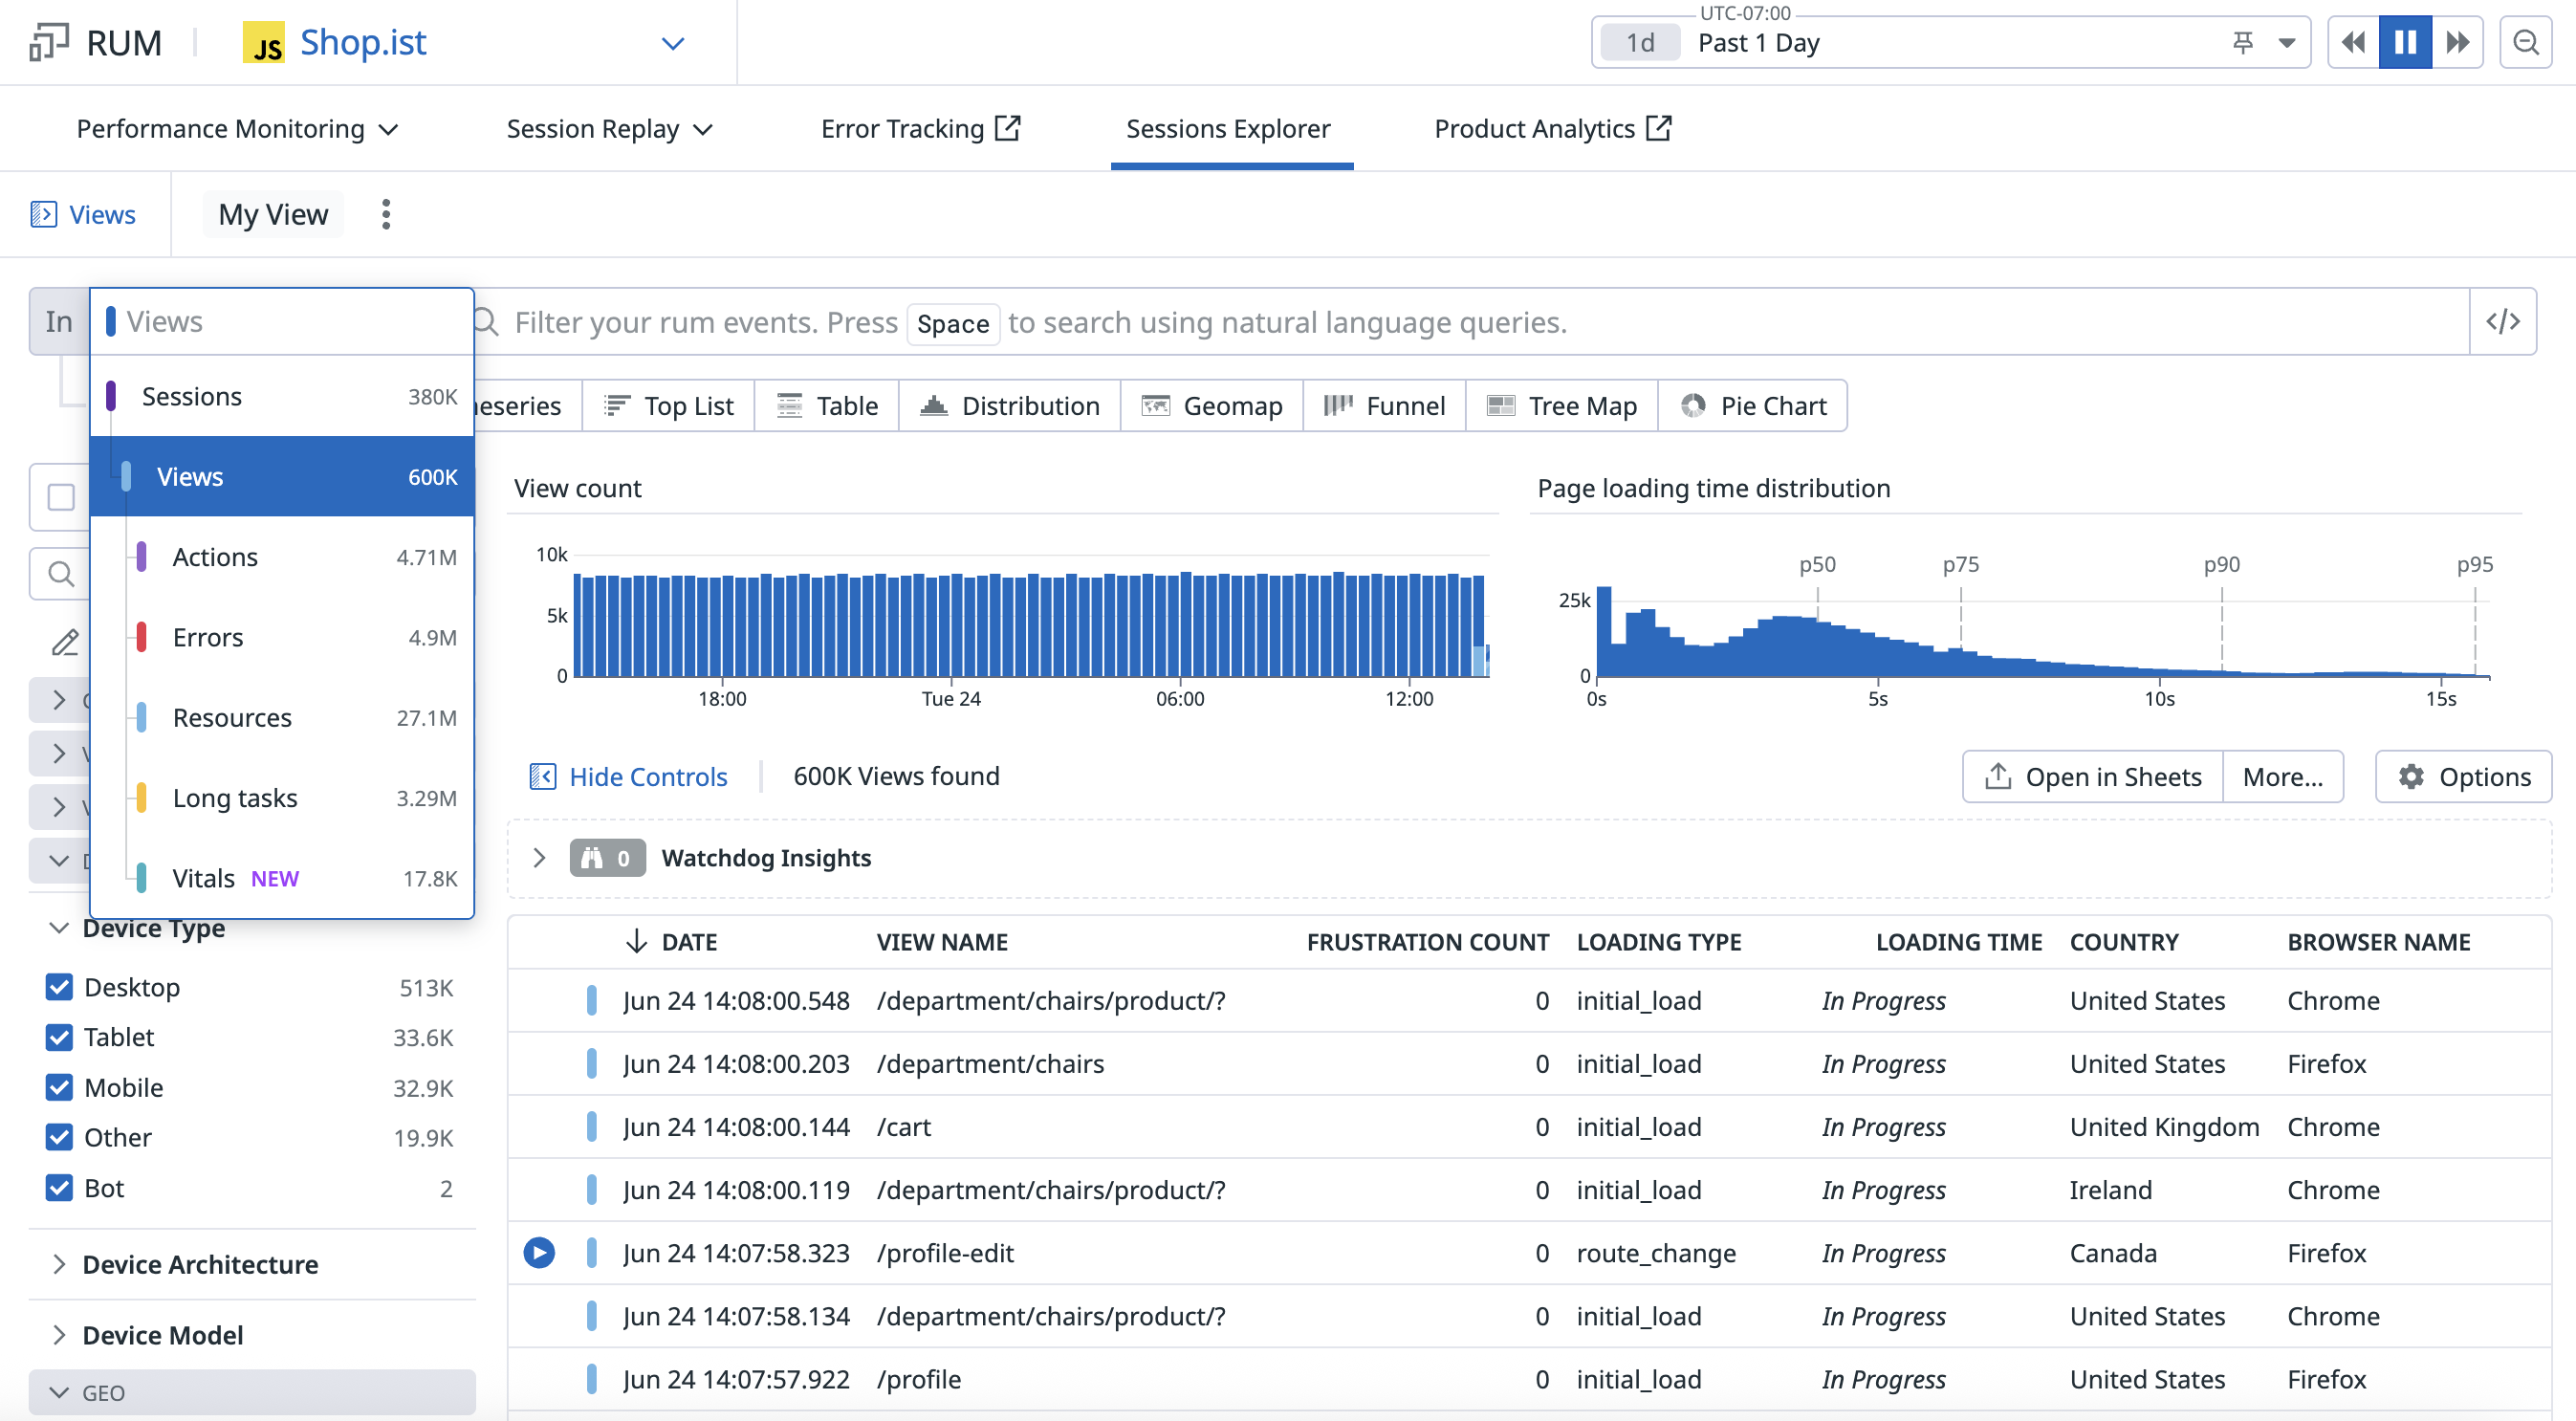 RUM
JS Shop.ist
UTC-07:00
1d Past 1 Day
Performance Monitoring
Session Replay
Error Tracking
Sessions Explorer
Product Analytics
Views
My View
In
Views
Filter your rum events. Press Space to search using natural language queries.
</>
Sessions 380K
Views 600K
Actions 4.71M
Errors 4.9M
Resources 27.1M
Long tasks 3.29M
Vitals NEW 17.8K
eseries
Top List
Table
Distribution
Geomap
Funnel
Tree Map
Pie Chart
View count
10k
5k
0
18:00
Tue 24
06:00
12:00
Page loading time distribution
p50
p75
p90
p95
25k
0
0s
5s
10s
15s
Hide Controls
600K Views found
Open in Sheets
More...
Options
0 Watchdog Insights
Device Type
Desktop 513K
Tablet 33.6K
Mobile 32.9K
Other 19.9K
Bot 2
Device Architecture
Device Model
GEO
DATE VIEW NAME FRUSTRATION COUNT LOADING TYPE LOADING TIME COUNTRY BROWSER NAME
Jun 24 14:08:00.548 /department/chairs/product/? 0 initial_load In Progress United States Chrome
Jun 24 14:08:00.203 /department/chairs 0 initial_load In Progress United States Firefox
Jun 24 14:08:00.144 /cart 0 initial_load In Progress United Kingdom Chrome
Jun 24 14:08:00.119 /department/chairs/product/? 0 initial_load In Progress Ireland Chrome
Jun 24 14:07:58.323 /profile-edit 0 route_change In Progress Canada Firefox
Jun 24 14:07:58.134 /department/chairs/product/? 0 initial_load In Progress United States Chrome
Jun 24 14:07:57.922 /profile 0 initial_load In Progress United States Firefox